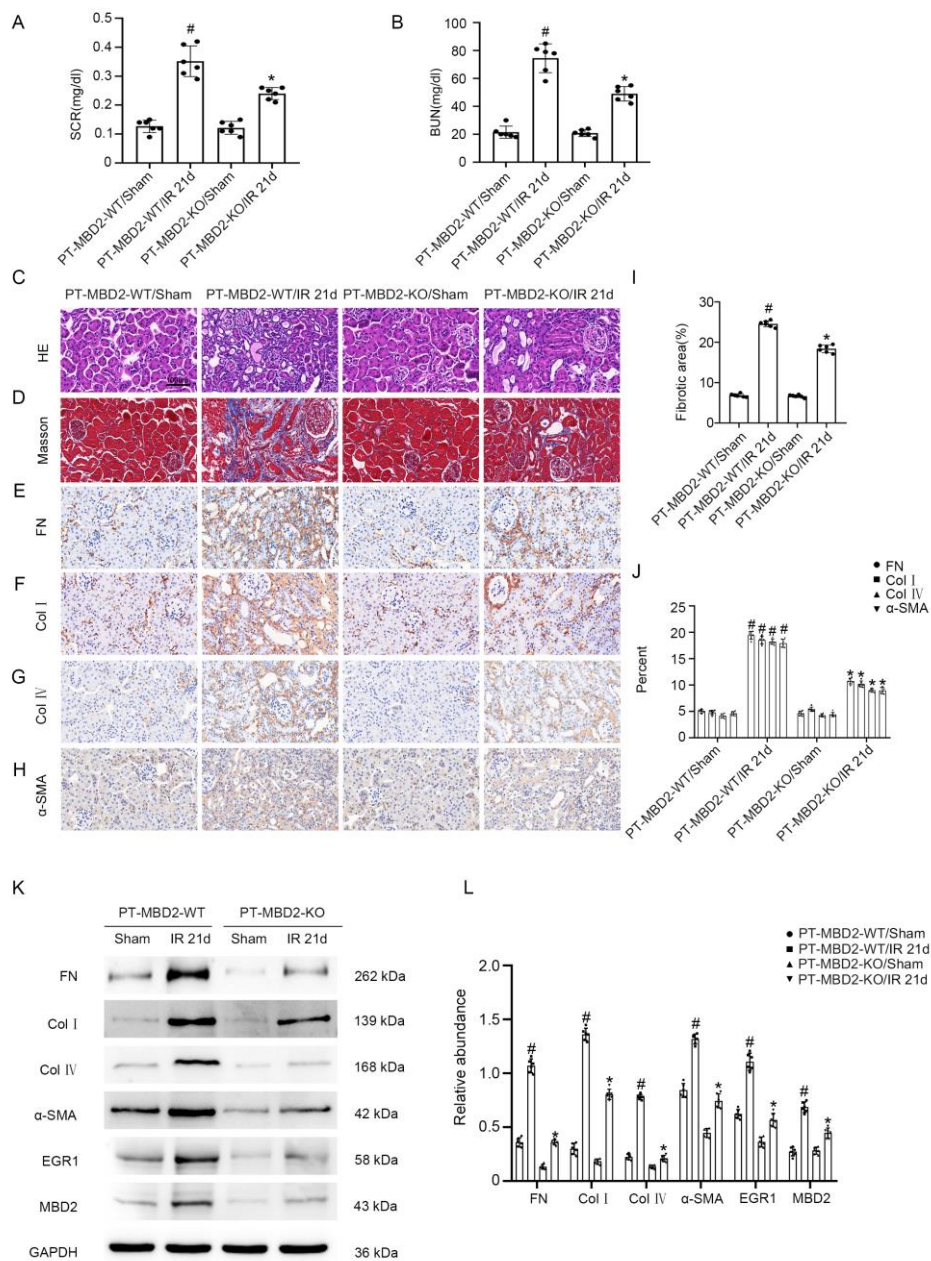 A
SCR(mg/dl)
0.5
0.4
0.3
0.2
0.1
0
#
*
PT-MBD2-WT/Sham
PT-MBD2-WT/IR 21d
PT-MBD2-KO/Sham
PT-MBD2-KO/IR 21d
B
BUN(mg/dl)
100
80
60
40
20
0
#
*
PT-MBD2-WT/Sham
PT-MBD2-WT/IR 21d
PT-MBD2-KO/Sham
PT-MBD2-KO/IR 21d
C
PT-MBD2-WT/Sham PT-MBD2-WT/IR 21d PT-MBD2-KO/Sham PT-MBD2-KO/IR 21d
HE
100μm
D
Masson
E
FN
F
Col Ⅰ
G
Col Ⅳ
H
α-SMA
I
Fibrotic area(%)
30
20
10
0
#
*
PT-MBD2-WT/Sham
PT-MBD2-WT/IR 21d
PT-MBD2-KO/Sham
PT-MBD2-KO/IR 21d
J
FN
Col Ⅰ
Col Ⅳ
α-SMA
Percent
25
20
15
10
5
0
# # # #
* * * *
PT-MBD2-WT/Sham
PT-MBD2-WT/IR 21d
PT-MBD2-KO/Sham
PT-MBD2-KO/IR 21d
K
PT-MBD2-WT PT-MBD2-KO
Sham IR 21d Sham IR 21d
FN 262 kDa
Col Ⅰ 139 kDa
Col Ⅳ 168 kDa
α-SMA 42 kDa
EGR1 58 kDa
MBD2 43 kDa
GAPDH 36 kDa
L
PT-MBD2-WT/Sham
PT-MBD2-WT/IR 21d
PT-MBD2-KO/Sham
PT-MBD2-KO/IR 21d
Relative abundance
2.0
1.5
1.0
0.5
0
# * # * # * # * # * # *
FN Col Ⅰ Col Ⅳ α-SMA EGR1 MBD2